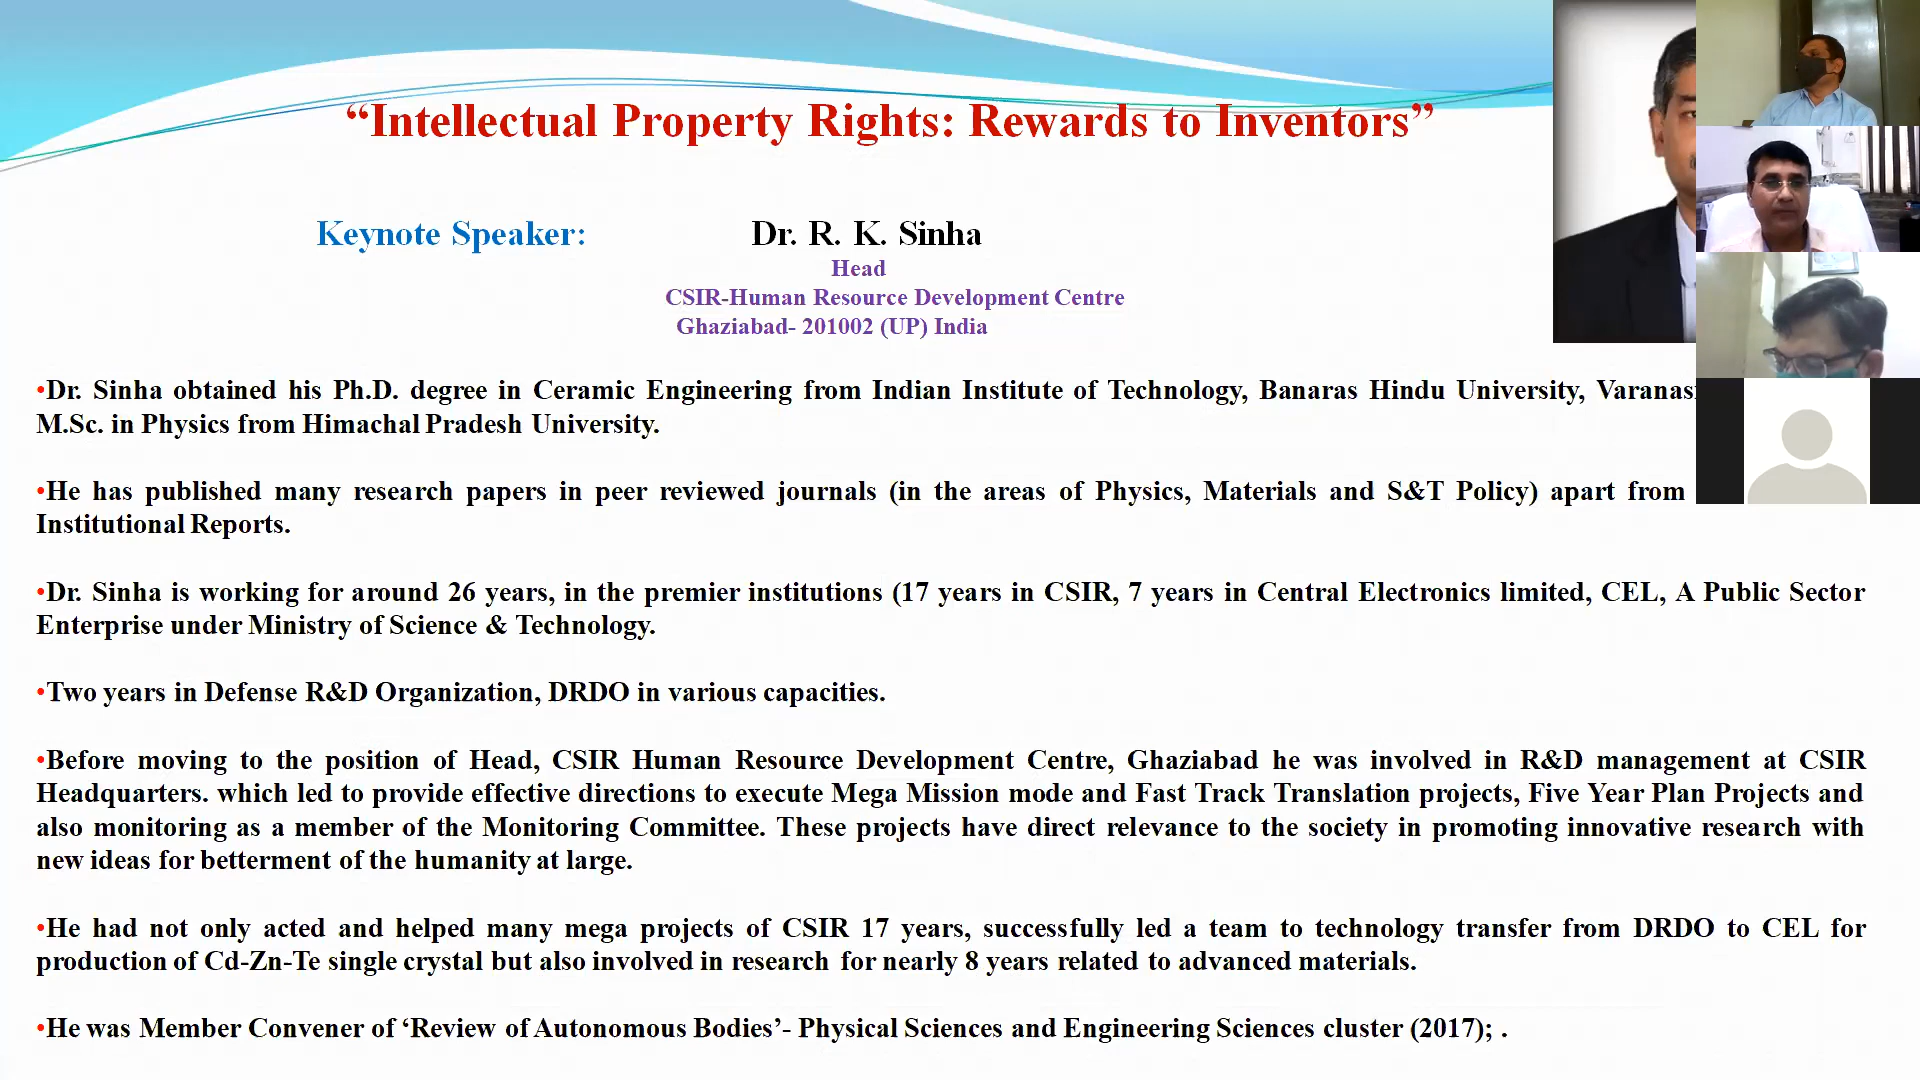 “Intellectual Property Rights: Rewards to Inventors”
Keynote Speaker: Dr. R. K. Sinha
Head
CSIR-Human Resource Development Centre
Ghaziabad- 201002 (UP) India
•Dr. Sinha obtained his Ph.D. degree in Ceramic Engineering from Indian Institute of Technology, Banaras Hindu University,
M.Sc. in Physics from Himachal Pradesh University.
•He has published many research papers in peer reviewed journals (in the areas of Physics, Materials and S&T Policy) apart from
Institutional Reports.
•Dr. Sinha is working for around 26 years, in the premier institutions (17 years in CSIR, 7 years in Central Electronics limited, CEL, A Public Sector
Enterprise under Ministry of Science & Technology.
•Two years in Defense R&D Organization, DRDO in various capacities.
•Before moving to the position of Head, CSIR Human Resource Development Centre, Ghaziabad he was involved in R&D management at CSIR
Headquarters. which led to provide effective directions to execute Mega Mission mode and Fast Track Translation projects, Five Year Plan Projects and
also monitoring as a member of the Monitoring Committee. These projects have direct relevance to the society in promoting innovative research with
new ideas for betterment of the humanity at large.
•He had not only acted and helped many mega projects of CSIR 17 years, successfully led a team to technology transfer from DRDO to CEL for
production of Cd-Zn-Te single crystal but also involved in research for nearly 8 years related to advanced materials.
•He was Member Convener of ‘Review of Autonomous Bodies’- Physical Sciences and Engineering Sciences cluster (2017); .